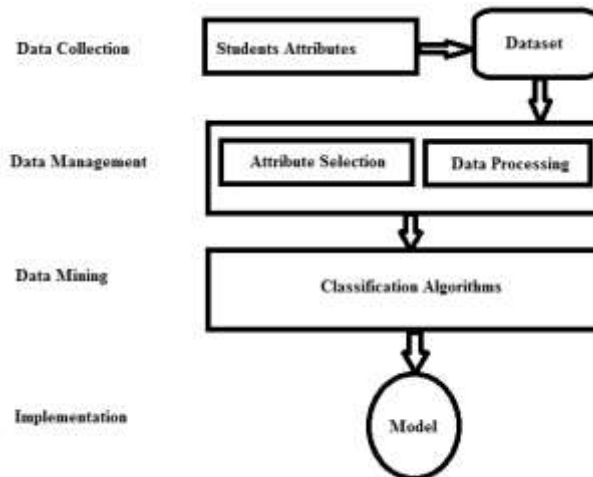 Data Collection
Students Attributes
Dataset
Data Management
Attribute Selection
Data Processing
Data Mining
Classification Algorithms
Implementation
Model